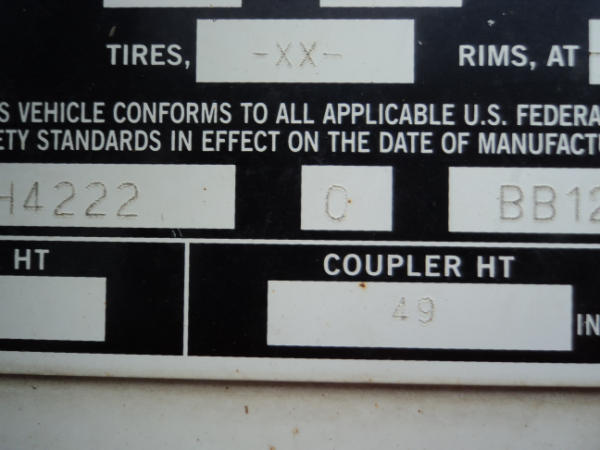 TIRES, -XX- RIMS, AT
S VEHICLE CONFORMS TO ALL APPLICABLE U.S. FEDERA
ETY STANDARDS IN EFFECT ON THE DATE OF MANUFACTU
H4222 0 BB12
HT COUPLER HT
49 IN